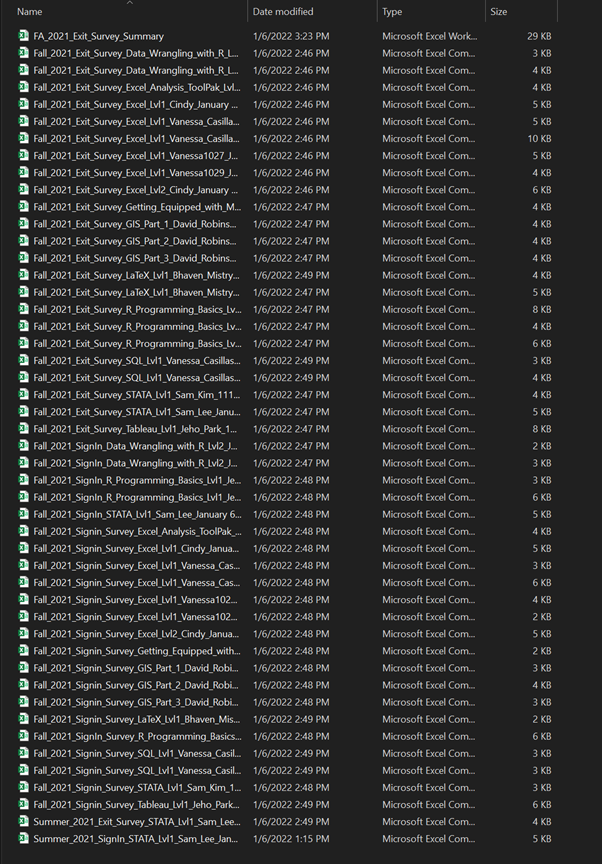 Name Date modified Type Size
FA_2021_Exit_Survey_Summary 1/6/2022 3:23 PM Microsoft Excel Work... 29 KB
Fall_2021_Exit_Survey_Data_Wrangling_with_R_L... 1/6/2022 2:46 PM Microsoft Excel Com... 3 KB
Fall_2021_Exit_Survey_Data_Wrangling_with_R_L... 1/6/2022 2:46 PM Microsoft Excel Com... 4 KB
Fall_2021_Exit_Survey_Excel_Analysis_ToolPak_Lvl... 1/6/2022 2:46 PM Microsoft Excel Com... 4 KB
Fall_2021_Exit_Survey_Excel_Lvl1_Cindy_January ... 1/6/2022 2:46 PM Microsoft Excel Com... 5 KB
Fall_2021_Exit_Survey_Excel_Lvl1_Vanessa_Casilla... 1/6/2022 2:46 PM Microsoft Excel Com... 5 KB
Fall_2021_Exit_Survey_Excel_Lvl1_Vanessa_Casilla... 1/6/2022 2:46 PM Microsoft Excel Com... 10 KB
Fall_2021_Exit_Survey_Excel_Lvl1_Vanessa1027_J... 1/6/2022 2:46 PM Microsoft Excel Com... 5 KB
Fall_2021_Exit_Survey_Excel_Lvl1_Vanessa1029_J... 1/6/2022 2:46 PM Microsoft Excel Com... 4 KB
Fall_2021_Exit_Survey_Excel_Lvl2_Cindy_January ... 1/6/2022 2:46 PM Microsoft Excel Com... 6 KB
Fall_2021_Exit_Survey_Getting_Equipped_with_M... 1/6/2022 2:47 PM Microsoft Excel Com... 4 KB
Fall_2021_Exit_Survey_GIS_Part_1_David_Robins... 1/6/2022 2:47 PM Microsoft Excel Com... 4 KB
Fall_2021_Exit_Survey_GIS_Part_2_David_Robins... 1/6/2022 2:47 PM Microsoft Excel Com... 4 KB
Fall_2021_Exit_Survey_GIS_Part_3_David_Robins... 1/6/2022 2:47 PM Microsoft Excel Com... 4 KB
Fall_2021_Exit_Survey_LaTeX_Lvl1_Bhaven_Mistry... 1/6/2022 2:49 PM Microsoft Excel Com... 4 KB
Fall_2021_Exit_Survey_LaTeX_Lvl1_Bhaven_Mistry... 1/6/2022 2:47 PM Microsoft Excel Com... 5 KB
Fall_2021_Exit_Survey_R_Programming_Basics_Lv... 1/6/2022 2:47 PM Microsoft Excel Com... 8 KB
Fall_2021_Exit_Survey_R_Programming_Basics_Lv... 1/6/2022 2:47 PM Microsoft Excel Com... 4 KB
Fall_2021_Exit_Survey_R_Programming_Basics_Lv... 1/6/2022 2:47 PM Microsoft Excel Com... 6 KB
Fall_2021_Exit_Survey_SQL_Lvl1_Vanessa_Casillas... 1/6/2022 2:49 PM Microsoft Excel Com... 3 KB
Fall_2021_Exit_Survey_SQL_Lvl1_Vanessa_Casillas... 1/6/2022 2:49 PM Microsoft Excel Com... 4 KB
Fall_2021_Exit_Survey_STATA_Lvl1_Sam_Kim_111... 1/6/2022 2:47 PM Microsoft Excel Com... 4 KB
Fall_2021_Exit_Survey_STATA_Lvl1_Sam_Lee_Janu... 1/6/2022 2:47 PM Microsoft Excel Com... 5 KB
Fall_2021_Exit_Survey_Tableau_Lvl1_Jeho_Park_1... 1/6/2022 2:47 PM Microsoft Excel Com... 8 KB
Fall_2021_SignIn_Data_Wrangling_with_R_Lvl2_J... 1/6/2022 2:47 PM Microsoft Excel Com... 2 KB
Fall_2021_SignIn_Data_Wrangling_with_R_Lvl2_J... 1/6/2022 2:47 PM Microsoft Excel Com... 3 KB
Fall_2021_SignIn_R_Programming_Basics_Lvl1_Je... 1/6/2022 2:48 PM Microsoft Excel Com... 3 KB
Fall_2021_SignIn_R_Programming_Basics_Lvl1_Je... 1/6/2022 2:48 PM Microsoft Excel Com... 6 KB
Fall_2021_SignIn_STATA_Lvl1_Sam_Lee_January 6... 1/6/2022 2:48 PM Microsoft Excel Com... 5 KB
Fall_2021_Signin_Survey_Excel_Analysis_ToolPak_... 1/6/2022 2:48 PM Microsoft Excel Com... 4 KB
Fall_2021_Signin_Survey_Excel_Lvl1_Cindy_Janua... 1/6/2022 2:48 PM Microsoft Excel Com... 5 KB
Fall_2021_Signin_Survey_Excel_Lvl1_Vanessa_Cas... 1/6/2022 2:48 PM Microsoft Excel Com... 3 KB
Fall_2021_Signin_Survey_Excel_Lvl1_Vanessa_Cas... 1/6/2022 2:48 PM Microsoft Excel Com... 6 KB
Fall_2021_Signin_Survey_Excel_Lvl1_Vanessa102... 1/6/2022 2:48 PM Microsoft Excel Com... 4 KB
Fall_2021_Signin_Survey_Excel_Lvl1_Vanessa102... 1/6/2022 2:48 PM Microsoft Excel Com... 2 KB
Fall_2021_Signin_Survey_Excel_Lvl2_Cindy_Janua... 1/6/2022 2:48 PM Microsoft Excel Com... 5 KB
Fall_2021_Signin_Survey_Getting_Equipped_with... 1/6/2022 2:48 PM Microsoft Excel Com... 2 KB
Fall_2021_Signin_Survey_GIS_Part_1_David_Robi... 1/6/2022 2:48 PM Microsoft Excel Com... 3 KB
Fall_2021_Signin_Survey_GIS_Part_2_David_Robi... 1/6/2022 2:48 PM Microsoft Excel Com... 4 KB
Fall_2021_Signin_Survey_GIS_Part_3_David_Robi... 1/6/2022 2:48 PM Microsoft Excel Com... 3 KB
Fall_2021_Signin_Survey_LaTeX_Lvl1_Bhaven_Mis... 1/6/2022 2:49 PM Microsoft Excel Com... 2 KB
Fall_2021_SignIn_Survey_R_Programming_Basics... 1/6/2022 2:48 PM Microsoft Excel Com... 6 KB
Fall_2021_Signin_Survey_SQL_Lvl1_Vanessa_Casil... 1/6/2022 2:49 PM Microsoft Excel Com... 3 KB
Fall_2021_Signin_Survey_SQL_Lvl1_Vanessa_Casil... 1/6/2022 2:49 PM Microsoft Excel Com... 3 KB
Fall_2021_Signin_Survey_STATA_Lvl1_Sam_Kim_1... 1/6/2022 2:48 PM Microsoft Excel Com... 3 KB
Fall_2021_Signin_Survey_Tableau_Lvl1_Jeho_Park... 1/6/2022 2:49 PM Microsoft Excel Com... 6 KB
Summer_2021_Exit_Survey_STATA_Lvl1_Sam_Lee... 1/6/2022 2:49 PM Microsoft Excel Com... 4 KB
Summer_2021_SignIn_STATA_Lvl1_Sam_Lee_Jan... 1/6/2022 1:15 PM Microsoft Excel Com... 5 KB